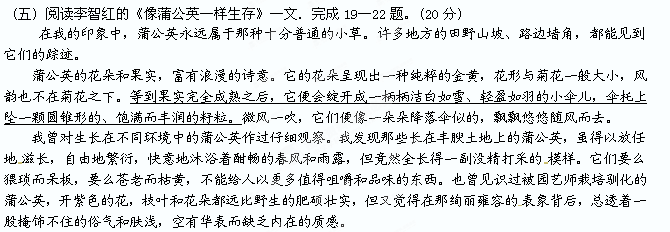 （五）阅读李智红的《像蒲公英一样生存》一文．完成 19—22 题。（20 分）
在我的印象中，蒲公英永远属于那种十分普通的小草。许多地方的田野山坡、路边墙角，都能见到
它们的踪迹。
蒲公英的花朵和果实，富有浪漫的诗意。它的花朵呈现出一种纯粹的金黄，花形与菊花一般大小，风
韵也不在菊花之下。等到果实完全成熟之后，它便会绽开成一柄柄洁白如雪、轻盈如羽的小伞儿，伞托上
坠一颗圆锥形的、饱满而丰润的籽粒。微风一吹，它们便像一朵朵降落伞似的，飘飘悠悠随风而去。
我曾对生长在不同环境中的蒲公英作过仔细观察。我发现那些长在丰腴土地上的蒲公英，虽得以放任
地滋长，自由地繁衍，快意地沐浴着酣畅的春风和雨露，但竟然全长得一副没精打采的模样。它们要么
猥琐而呆板，要么苍老而枯黄，不能给人以更多值得咀嚼和品味的东西。也曾见识过被园艺师栽培驯化的
蒲公英，开紫色的花，枝叶和花朵都远比野生的肥硕壮实，但又觉得在那绚丽雍容的表象背后，总透着一
股掩饰不住的俗气和肤浅，空有华表而缺乏内在的质感。